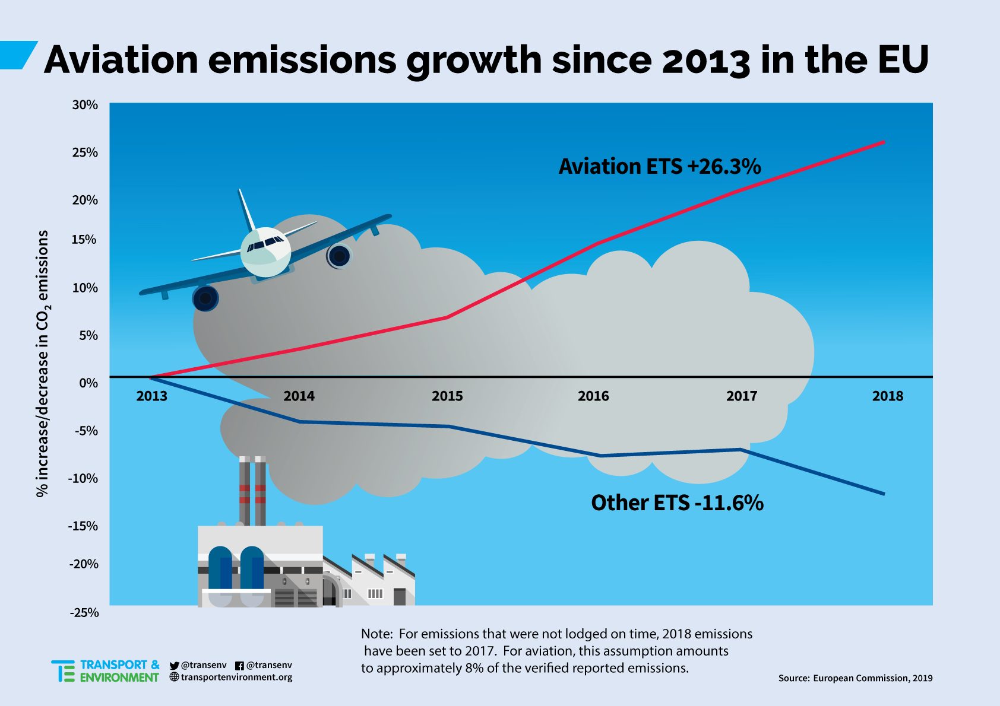 Aviation emissions growth since 2013 in the EU
30%
25%
20%
15%
10%
5%
0%
-5%
-10%
-15%
-20%
-25%
% increase/decrease in CO₂ emissions
Aviation ETS +26.3%
2013 2014 2015 2016 2017 2018
Other ETS -11.6%
Note: For emissions that were not lodged on time, 2018 emissions
have been set to 2017. For aviation, this assumption amounts
to approximately 8% of the verified reported emissions.
TE TRANSPORT &
ENVIRONMENT
@transenv @transenv
transportenvironment.org
Source: European Commission, 2019